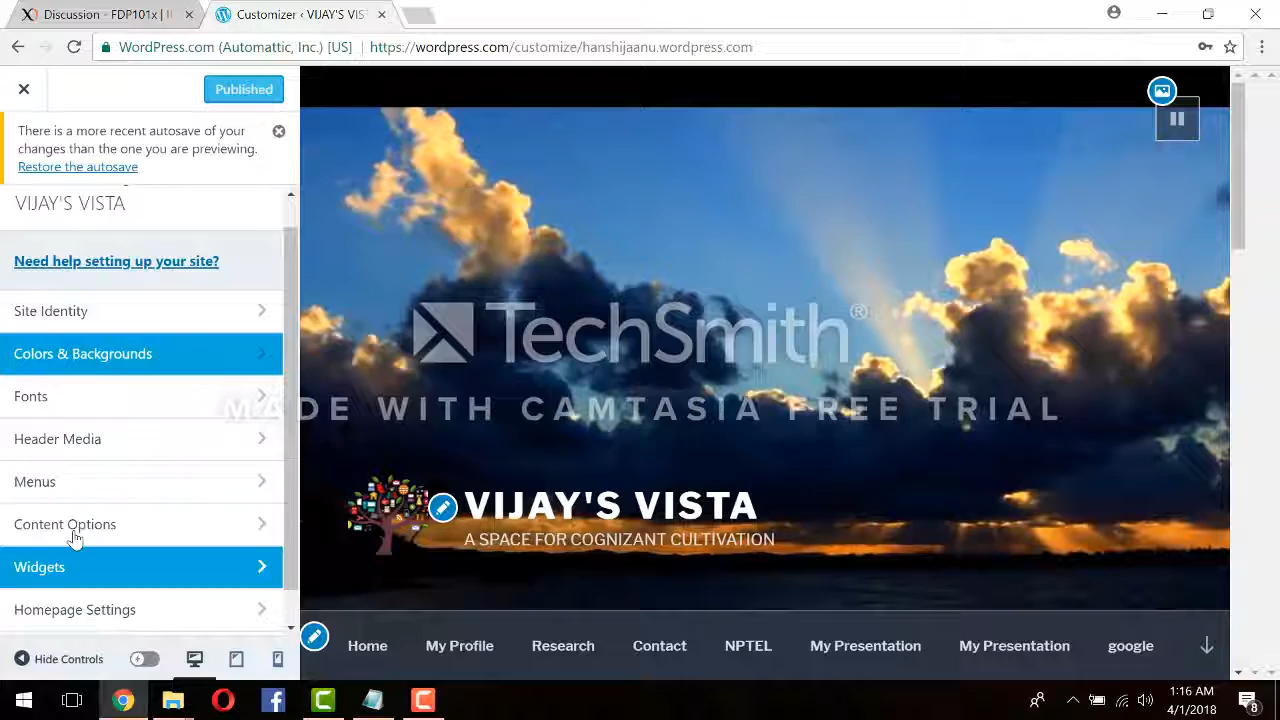 Discussion - FDP101x | I
Customizer ‹ VIJAY'S VISTA
WordPress.com (Automattic, Inc.) [US]
https://wordpress.com/customize/hanshijaanu.wordpress.com
Published
There is a more recent autosave of your
changes than the one you are previewing.
Restore the autosave
VIJAY'S VISTA
Need help setting up your site?
Site Identity
Colors & Backgrounds
Fonts
Header Media
Menus
Content Options
Widgets
Homepage Settings
Hide Controls
TechSmith®
MADE WITH CAMTASIA FREE TRIAL
VIJAY'S VISTA
A SPACE FOR COGNIZANT CULTIVATION
Home
My Profile
Research
Contact
NPTEL
My Presentation
My Presentation
google
1:16 AM
4/1/2018
8